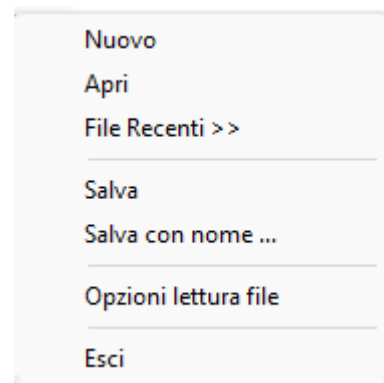 Nuovo
Apri
File Recenti >>
Salva
Salva con nome ...
Opzioni lettura file
Esci